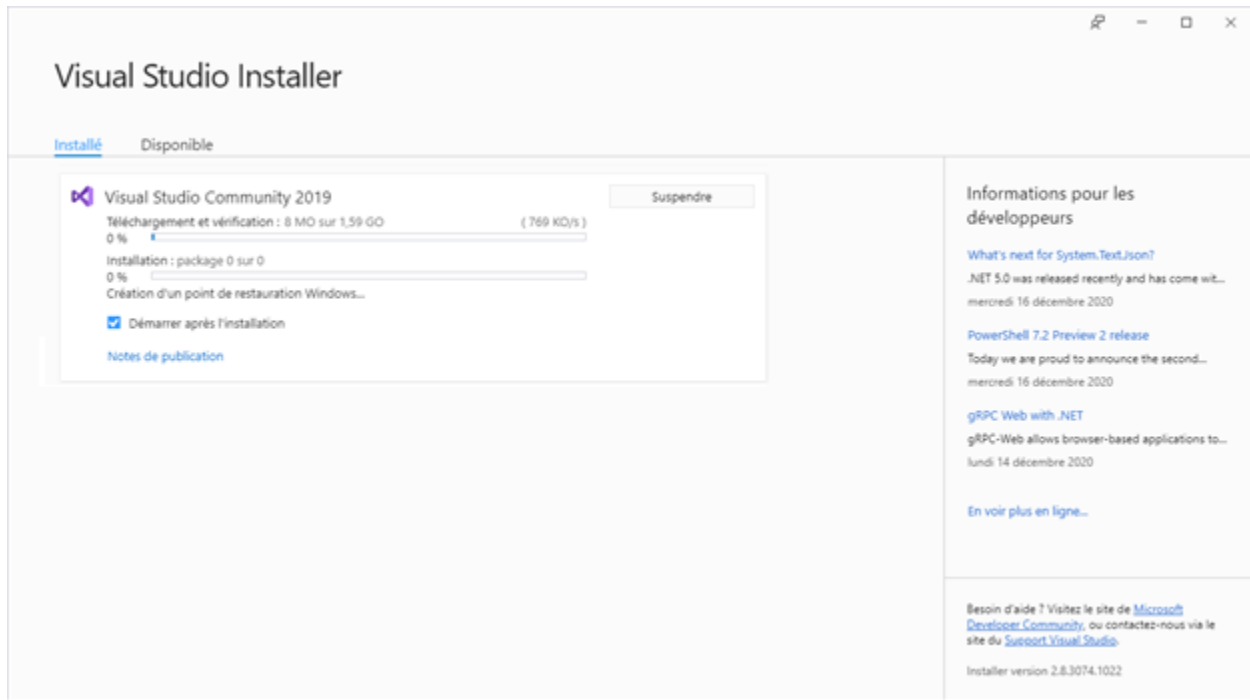 Visual Studio Installer
Installé
Disponible
Visual Studio Community 2019
Suspendre
Téléchargement et vérification : 8 MO sur 1,59 GO
( 769 KO/s )
0 %
Installation : package 0 sur 0
0 %
Création d'un point de restauration Windows...
Démarrer après l'installation
Notes de publication
Informations pour les
développeurs
What's next for System.Text.Json?
.NET 5.0 was released recently and has come wit...
mercredi 16 décembre 2020
PowerShell 7.2 Preview 2 release
Today we are proud to announce the second...
mercredi 16 décembre 2020
gRPC Web with .NET
gRPC-Web allows browser-based applications to...
lundi 14 décembre 2020
En voir plus en ligne...
Besoin d'aide ? Visitez le site de Microsoft
Developer Community, ou contactez-nous via le
site du Support Visual Studio.
Installer version 2.8.3074.1022